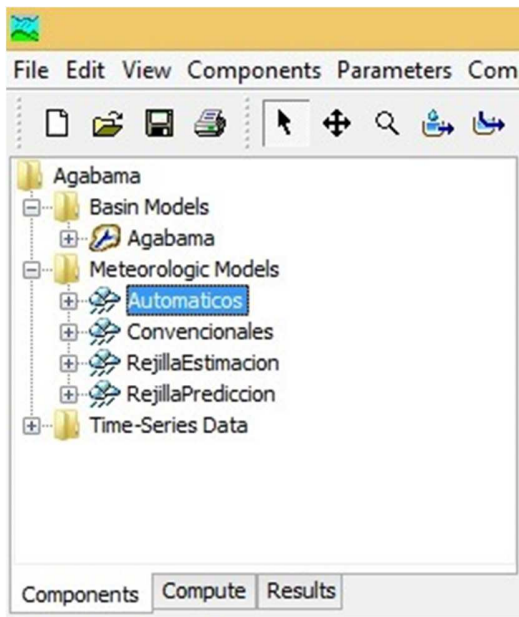 File Edit View Components Parameters Com
Agabama
Basin Models
Agabama
Meteorologic Models
Automaticos
Convencionales
RejillaEstimacion
RejillaPrediccion
Time-Series Data
Components Compute Results